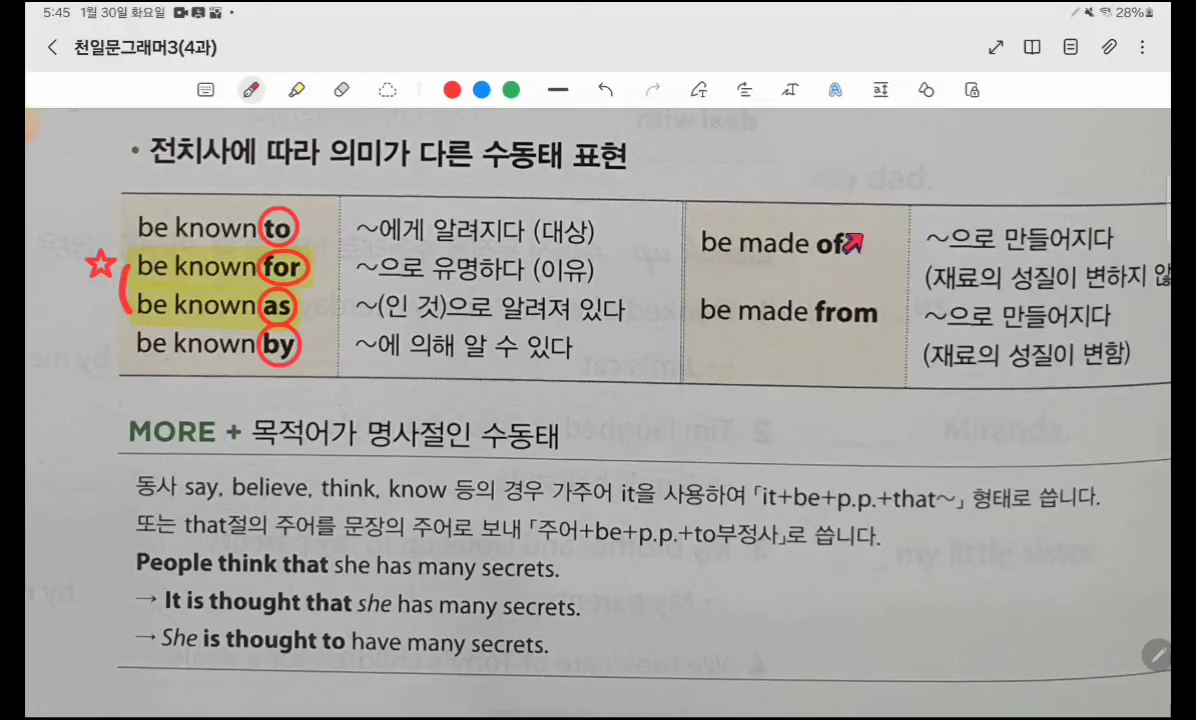 5:45 1월 30일 화요일
28%
천일문그래머3(4과)
• 전치사에 따라 의미가 다른 수동태 표현
be known to ～에게 알려지다 (대상)
be known for ～으로 유명하다 (이유)
be known as ～(인 것)으로 알려져 있다
be known by ～에 의해 알 수 있다
be made of ～으로 만들어지다
(재료의 성질이 변하지 않
be made from ～으로 만들어지다
(재료의 성질이 변함)
MORE + 목적어가 명사절인 수동태
동사 say, believe, think, know 등의 경우 가주어 it을 사용하여 「it+be+p.p.+that～」 형태로 씁니다.
또는 that절의 주어를 문장의 주어로 보내 「주어+be+p.p.+to부정사」로 씁니다.
People think that she has many secrets.
→ It is thought that she has many secrets.
→ She is thought to have many secrets.